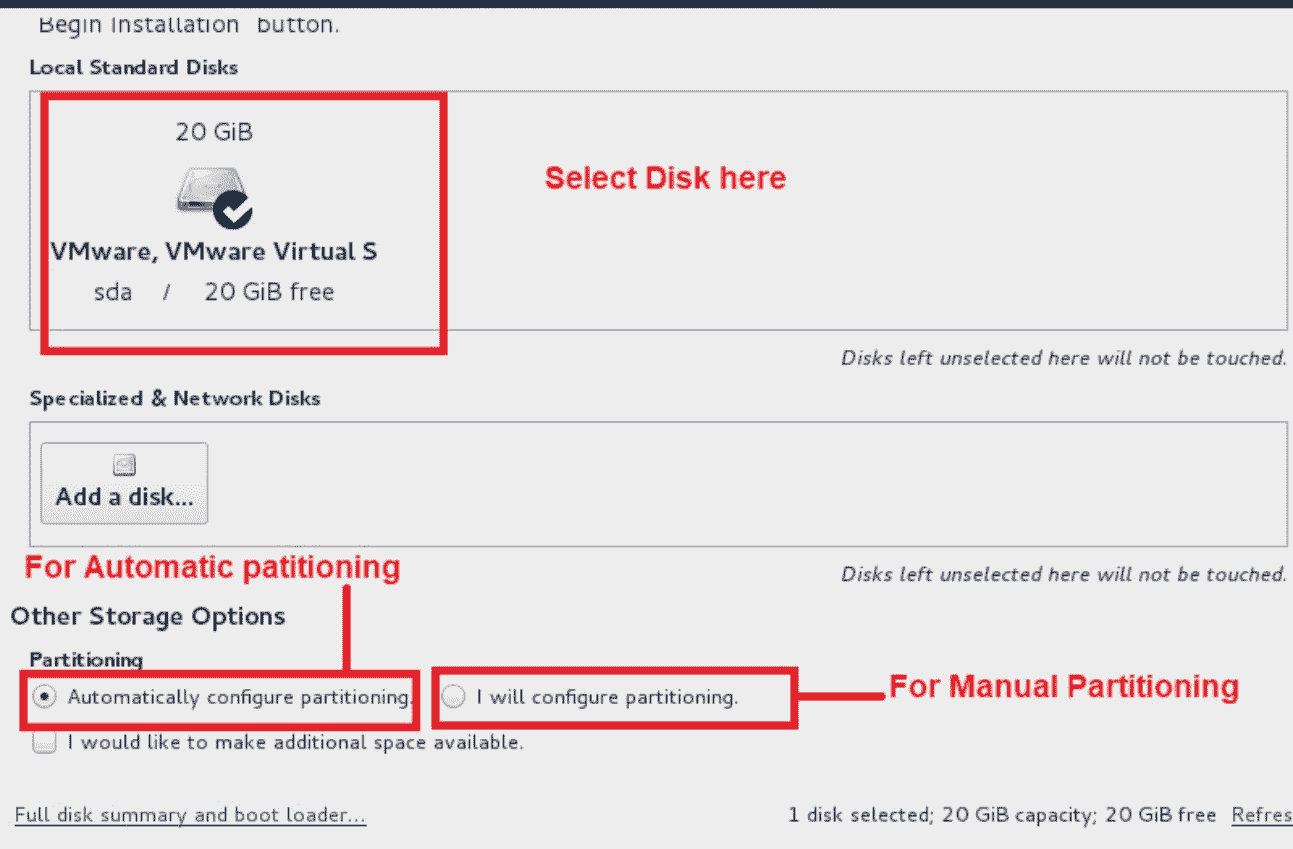 Begin Installation button.
Local Standard Disks
20 GiB
Select Disk here
VMware, VMware Virtual S
sda / 20 GiB free
Disks left unselected here will not be touched.
Specialized & Network Disks
Add a disk...
For Automatic patitioning
Disks left unselected here will not be touched.
Other Storage Options
Partitioning
Automatically configure partitioning. I will configure partitioning.
For Manual Partitioning
I would like to make additional space available.
Full disk summary and boot loader... 1 disk selected; 20 GiB capacity; 20 GiB free Refres